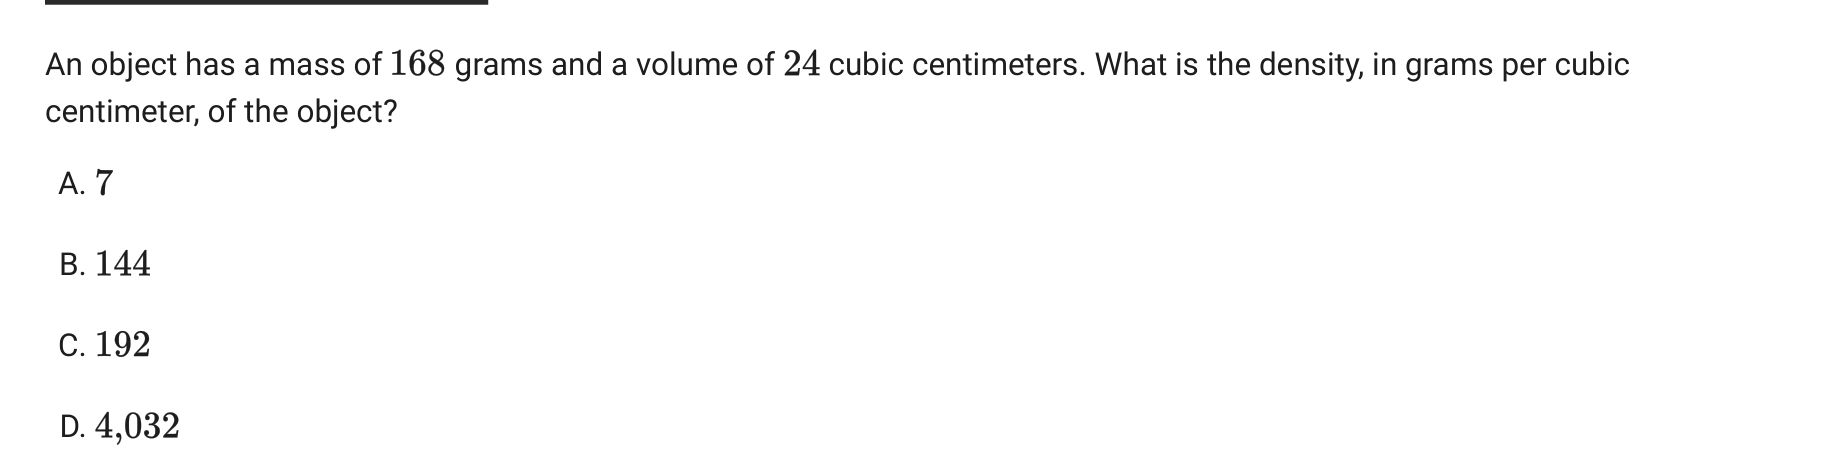 An object has a mass of 168 grams and a volume of 24 cubic centimeters. What is the density, in grams per cubic
centimeter, of the object?
A. 7
B. 144
C. 192
D. 4,032